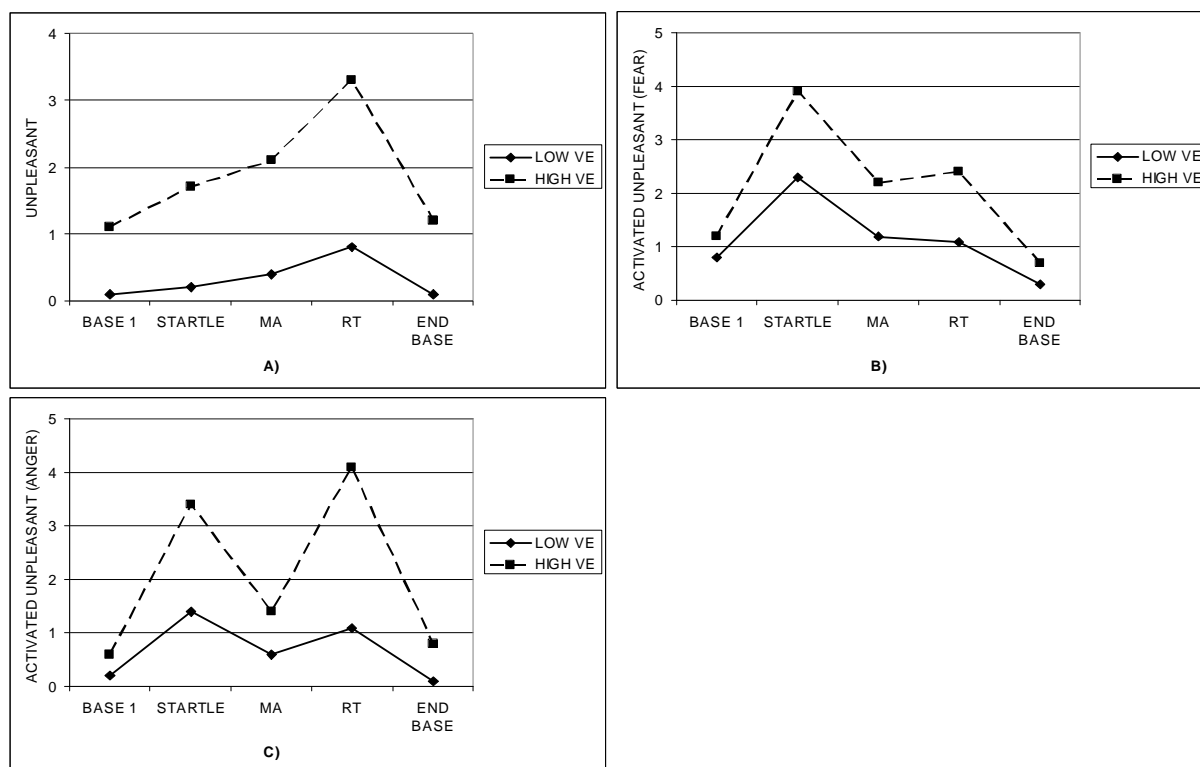 UNPLEASANT
4
3
2
1
0
BASE 1 STARTLE MA RT END
BASE
LOW VE
HIGH VE
A)
ACTIVATED UNPLEASANT (FEAR)
5
4
3
2
1
0
BASE 1 STARTLE MA RT END
BASE
LOW VE
HIGH VE
B)
ACTIVATED UNPLEASANT (ANGER)
5
4
3
2
1
0
BASE 1 STARTLE MA RT END
BASE
LOW VE
HIGH VE
C)